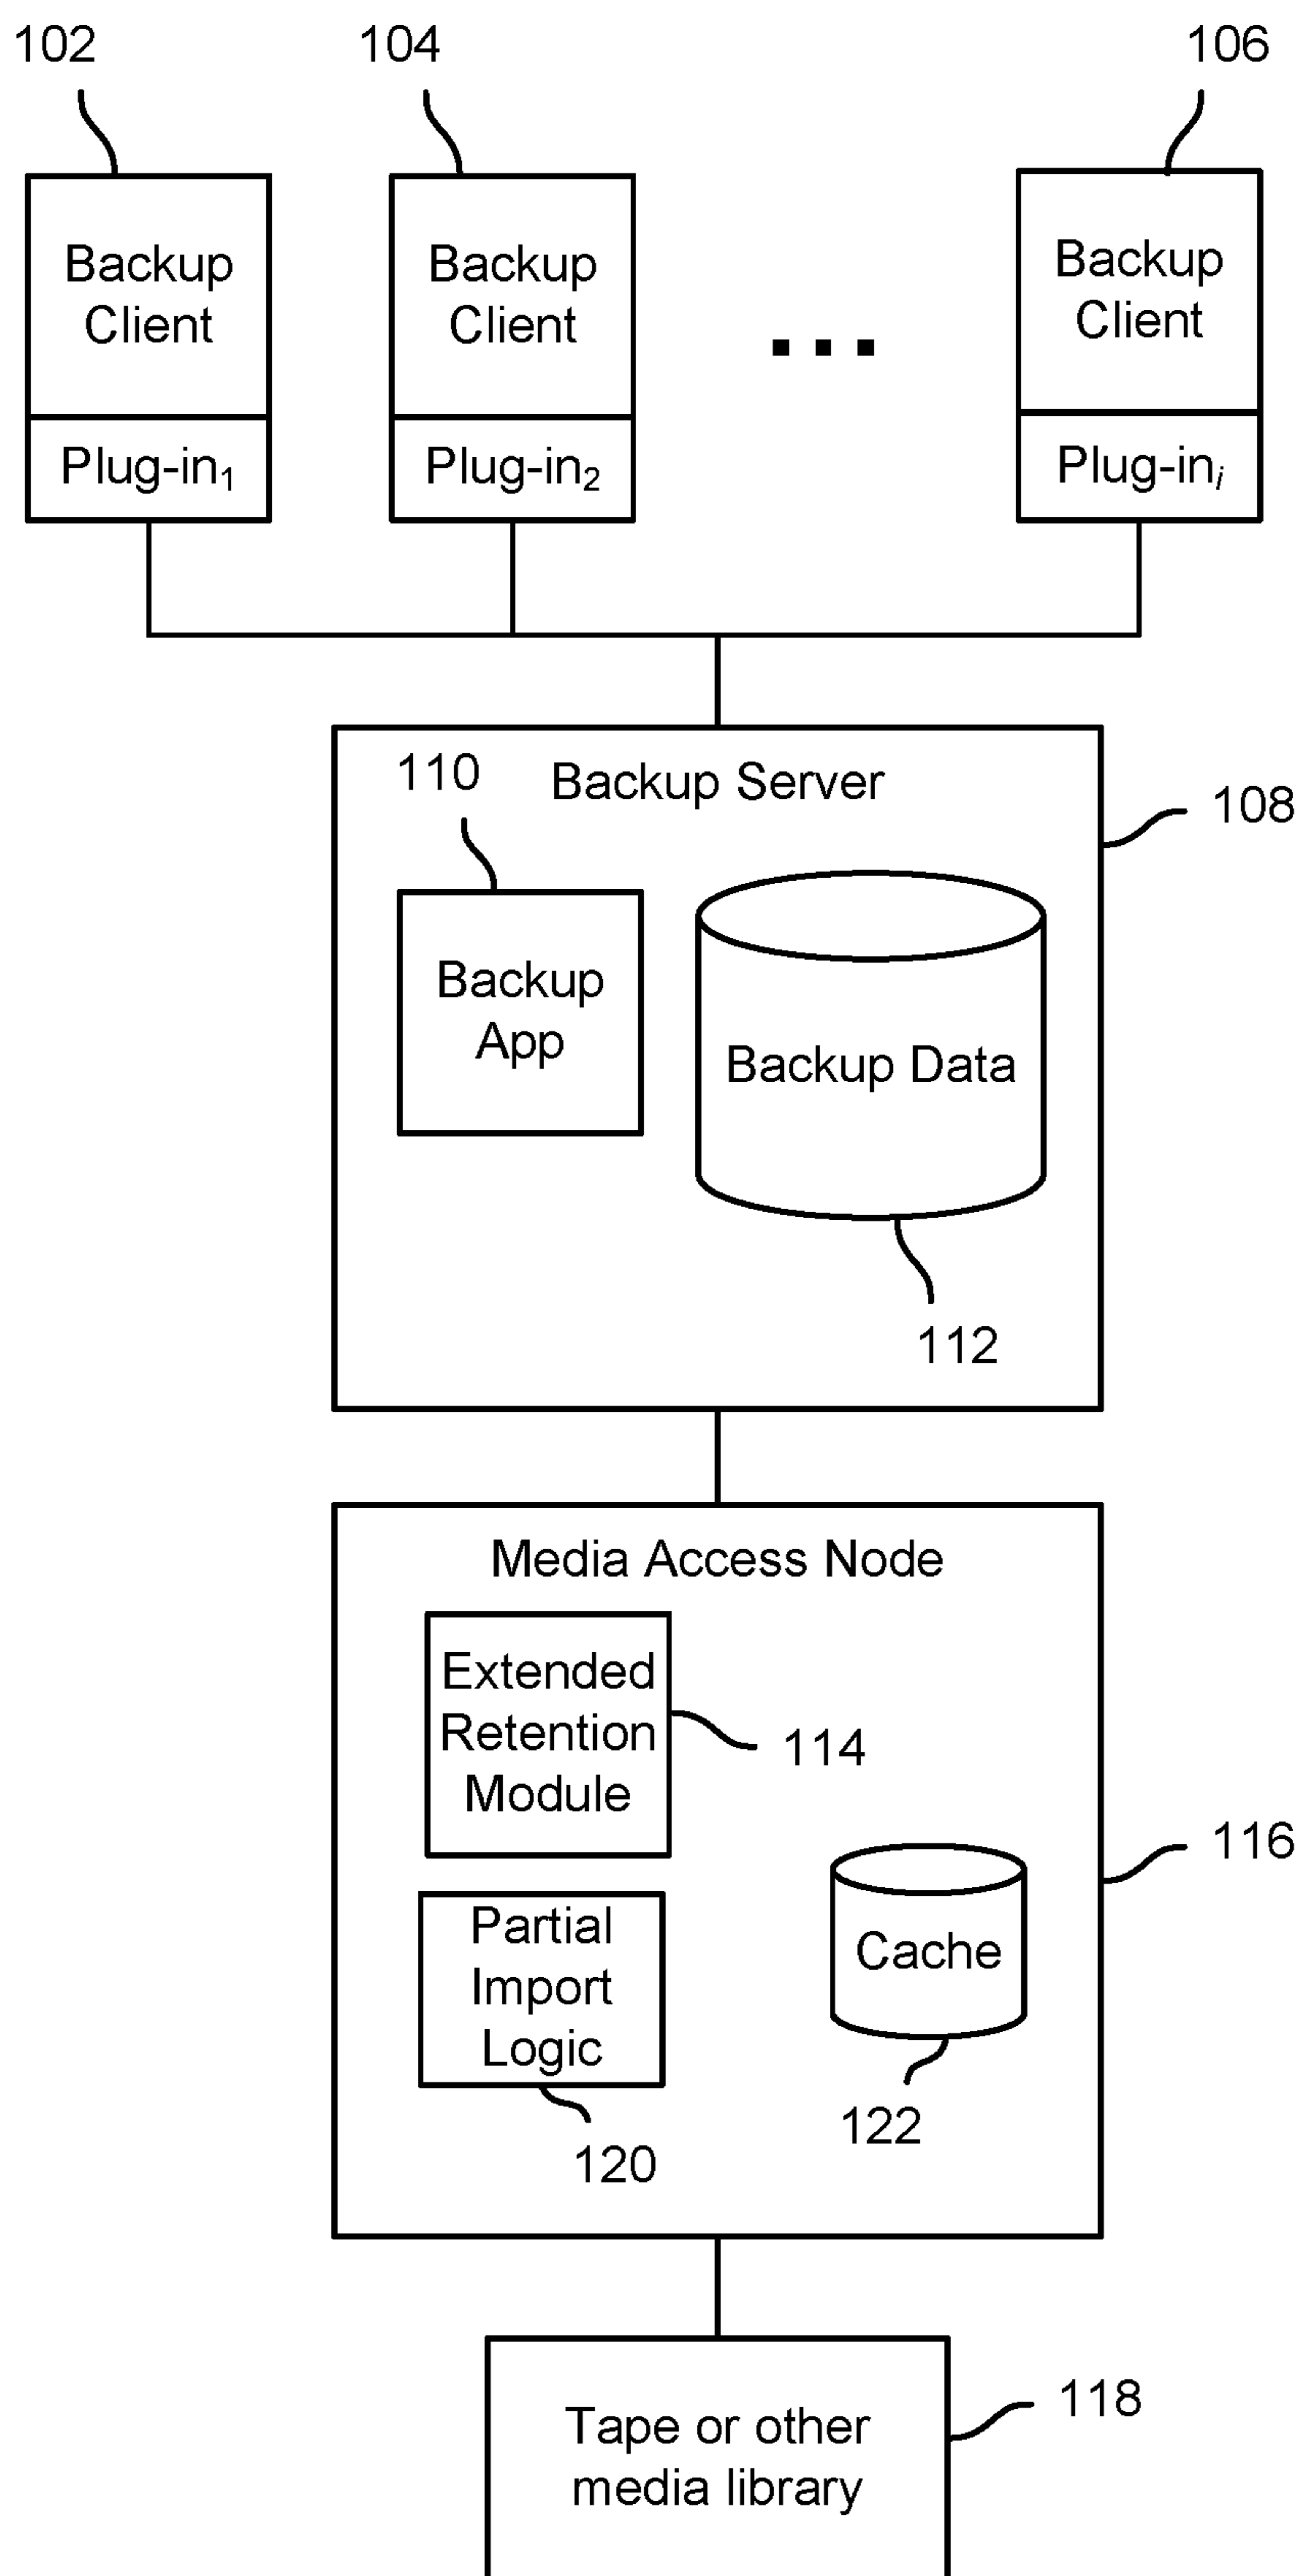 102 104 106
Backup Backup Backup
Client Client Client
Plug-in₁ Plug-in₂ Plug-inᵢ
Backup Server
110
108
Backup
App
Backup Data
112
Media Access Node
Extended
Retention
Module
114
116
Partial
Import
Logic
Cache
122
120
Tape or other
media library
118